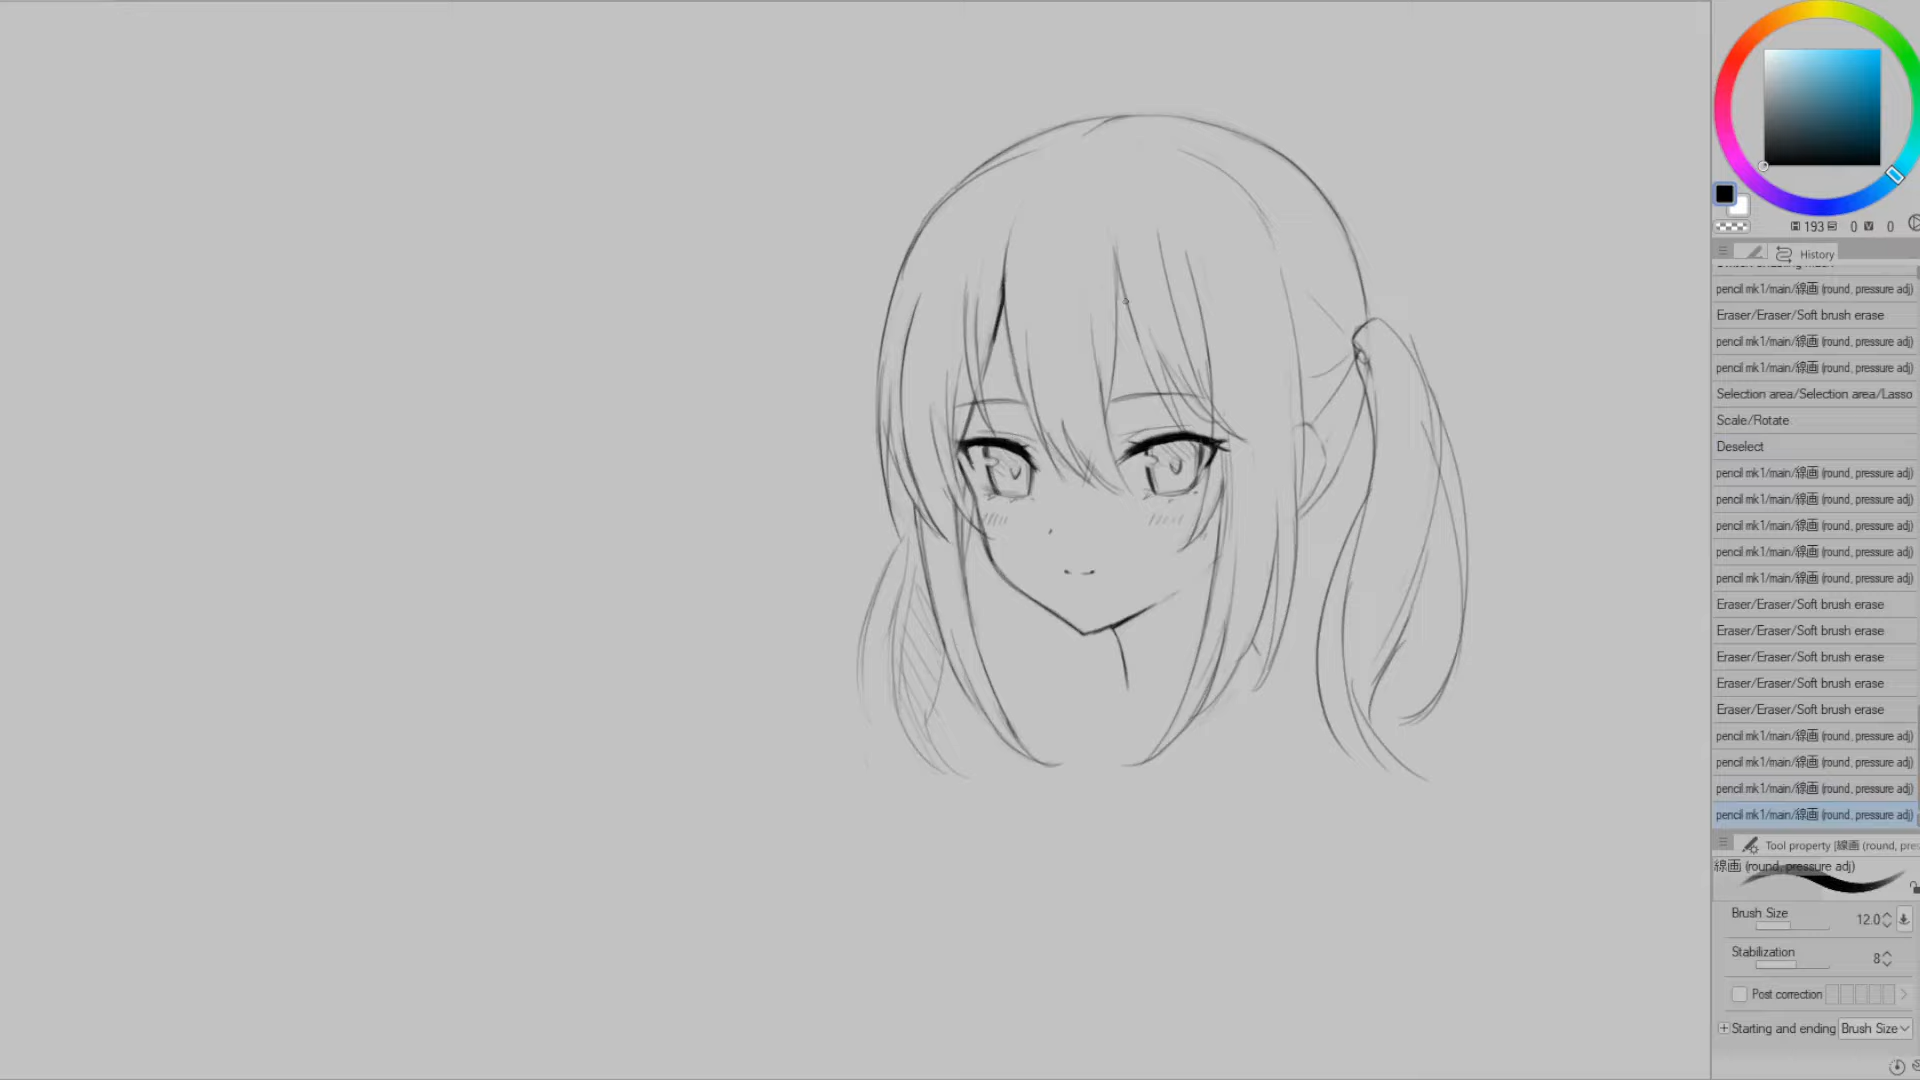 193 0 0
History
pencil mk1/main/線画 (round, pressure adj)
Eraser/Eraser/Soft brush erase
pencil mk1/main/線画 (round, pressure adj)
pencil mk1/main/線画 (round, pressure adj)
Selection area/Selection area/Lasso
Scale/Rotate
Deselect
pencil mk1/main/線画 (round, pressure adj)
pencil mk1/main/線画 (round, pressure adj)
pencil mk1/main/線画 (round, pressure adj)
pencil mk1/main/線画 (round, pressure adj)
pencil mk1/main/線画 (round, pressure adj)
Eraser/Eraser/Soft brush erase
Eraser/Eraser/Soft brush erase
Eraser/Eraser/Soft brush erase
Eraser/Eraser/Soft brush erase
Eraser/Eraser/Soft brush erase
pencil mk1/main/線画 (round, pressure adj)
pencil mk1/main/線画 (round, pressure adj)
pencil mk1/main/線画 (round, pressure adj)
pencil mk1/main/線画 (round, pressure adj)
Tool property [線画 (round, pres
線画 (round, pressure adj)
Brush Size 12.0
Stabilization 8
Post correction
Starting and ending Brush Size